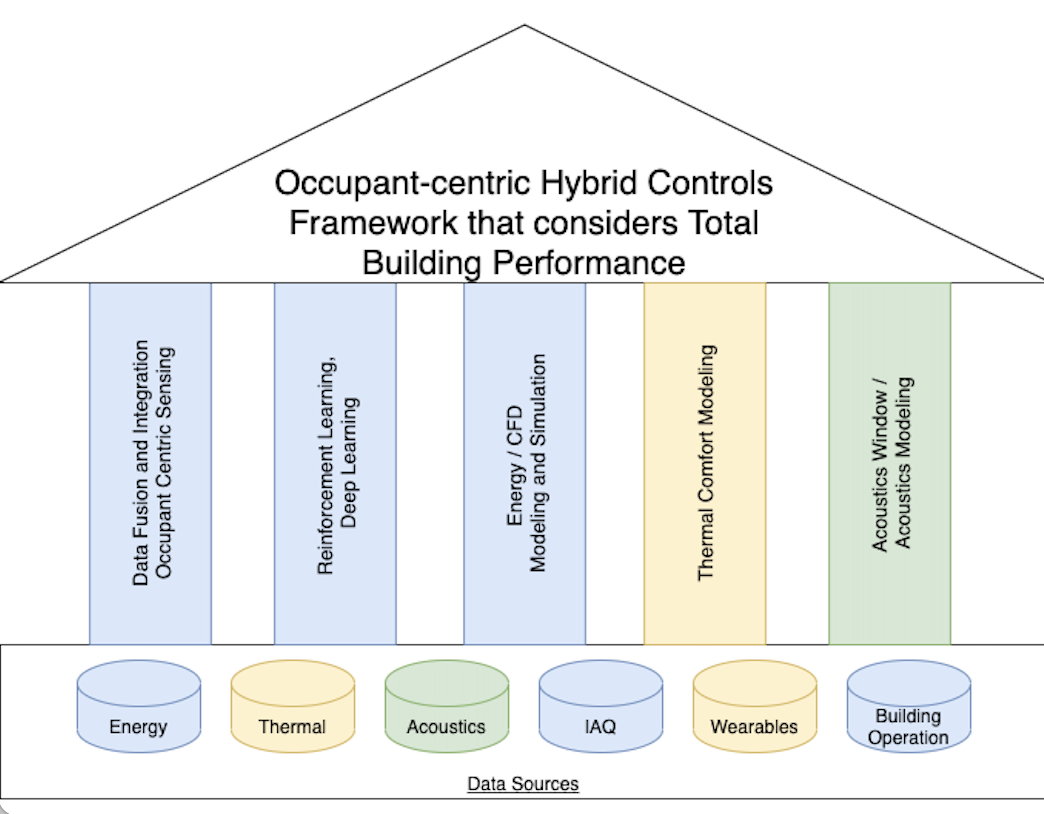 Occupant-centric Hybrid Controls
Framework that considers Total
Building Performance
Data Fusion and Integration
Occupant Centric Sensing
Reinforcement Learning,
Deep Learning
Energy / CFD
Modeling and Simulation
Thermal Comfort Modeling
Acoustics Window /
Acoustics Modeling
Energy
Thermal
Acoustics
IAQ
Wearables
Building
Operation
Data Sources